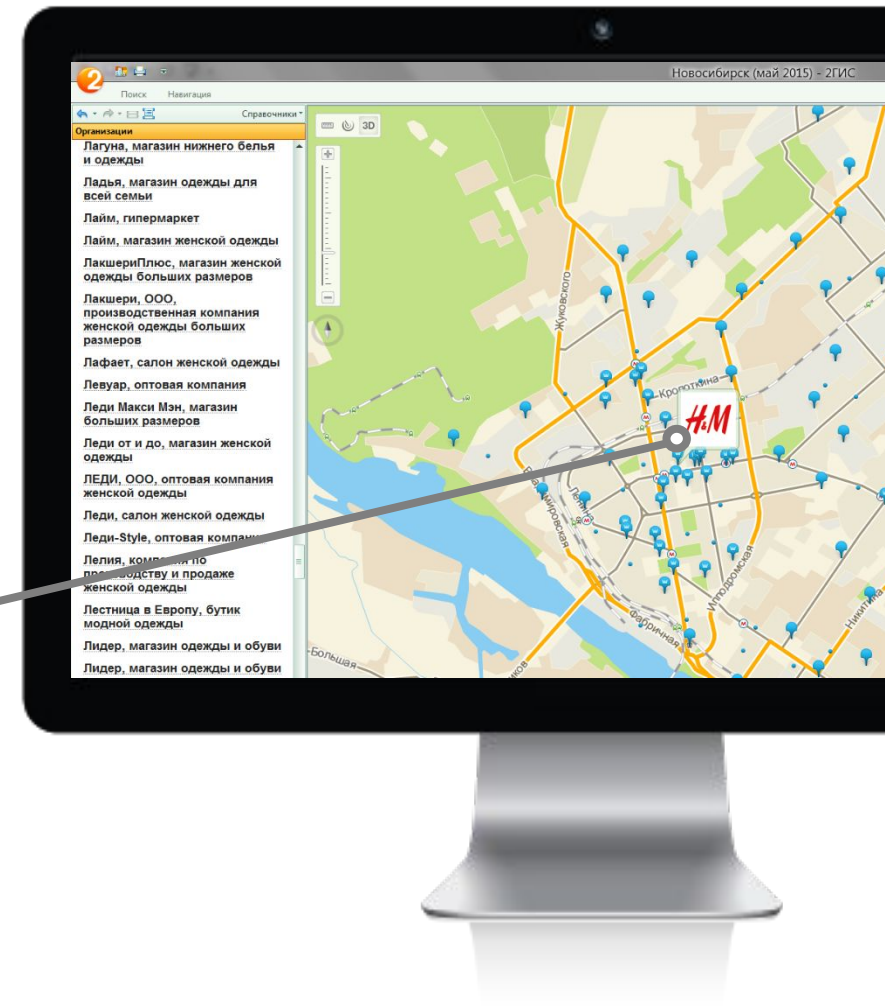 2
Новосибирск (май 2015) - 2ГИС
Поиск Навигация
Справочники
Организации
Лагуна, магазин нижнего белья
и одежды
Ладья, магазин одежды для
всей семьи
Лайм, гипермаркет
Лайм, магазин женской одежды
ЛакшериПлюс, магазин женской
одежды больших размеров
Лакшери, ООО,
производственная компания
женской одежды больших
размеров
Лафает, салон женской одежды
Левуар, оптовая компания
Леди Макси Мэн, магазин
больших размеров
Леди от и до, магазин женской
одежды
ЛЕДИ, ООО, оптовая компания
женской одежды
Леди, салон женской одежды
Леди-Style, оптовая
Лелия, по
и продаже
женской одежды
Лестница в Европу, бутик
модной одежды
Лидер, магазин одежды и обуви
Лидер, магазин одежды и обуви
3D
Жуковского
Кропоткина
H&M
Ленина
Владимировская
Ипподромская
Фабричная
Никитина
-Большая